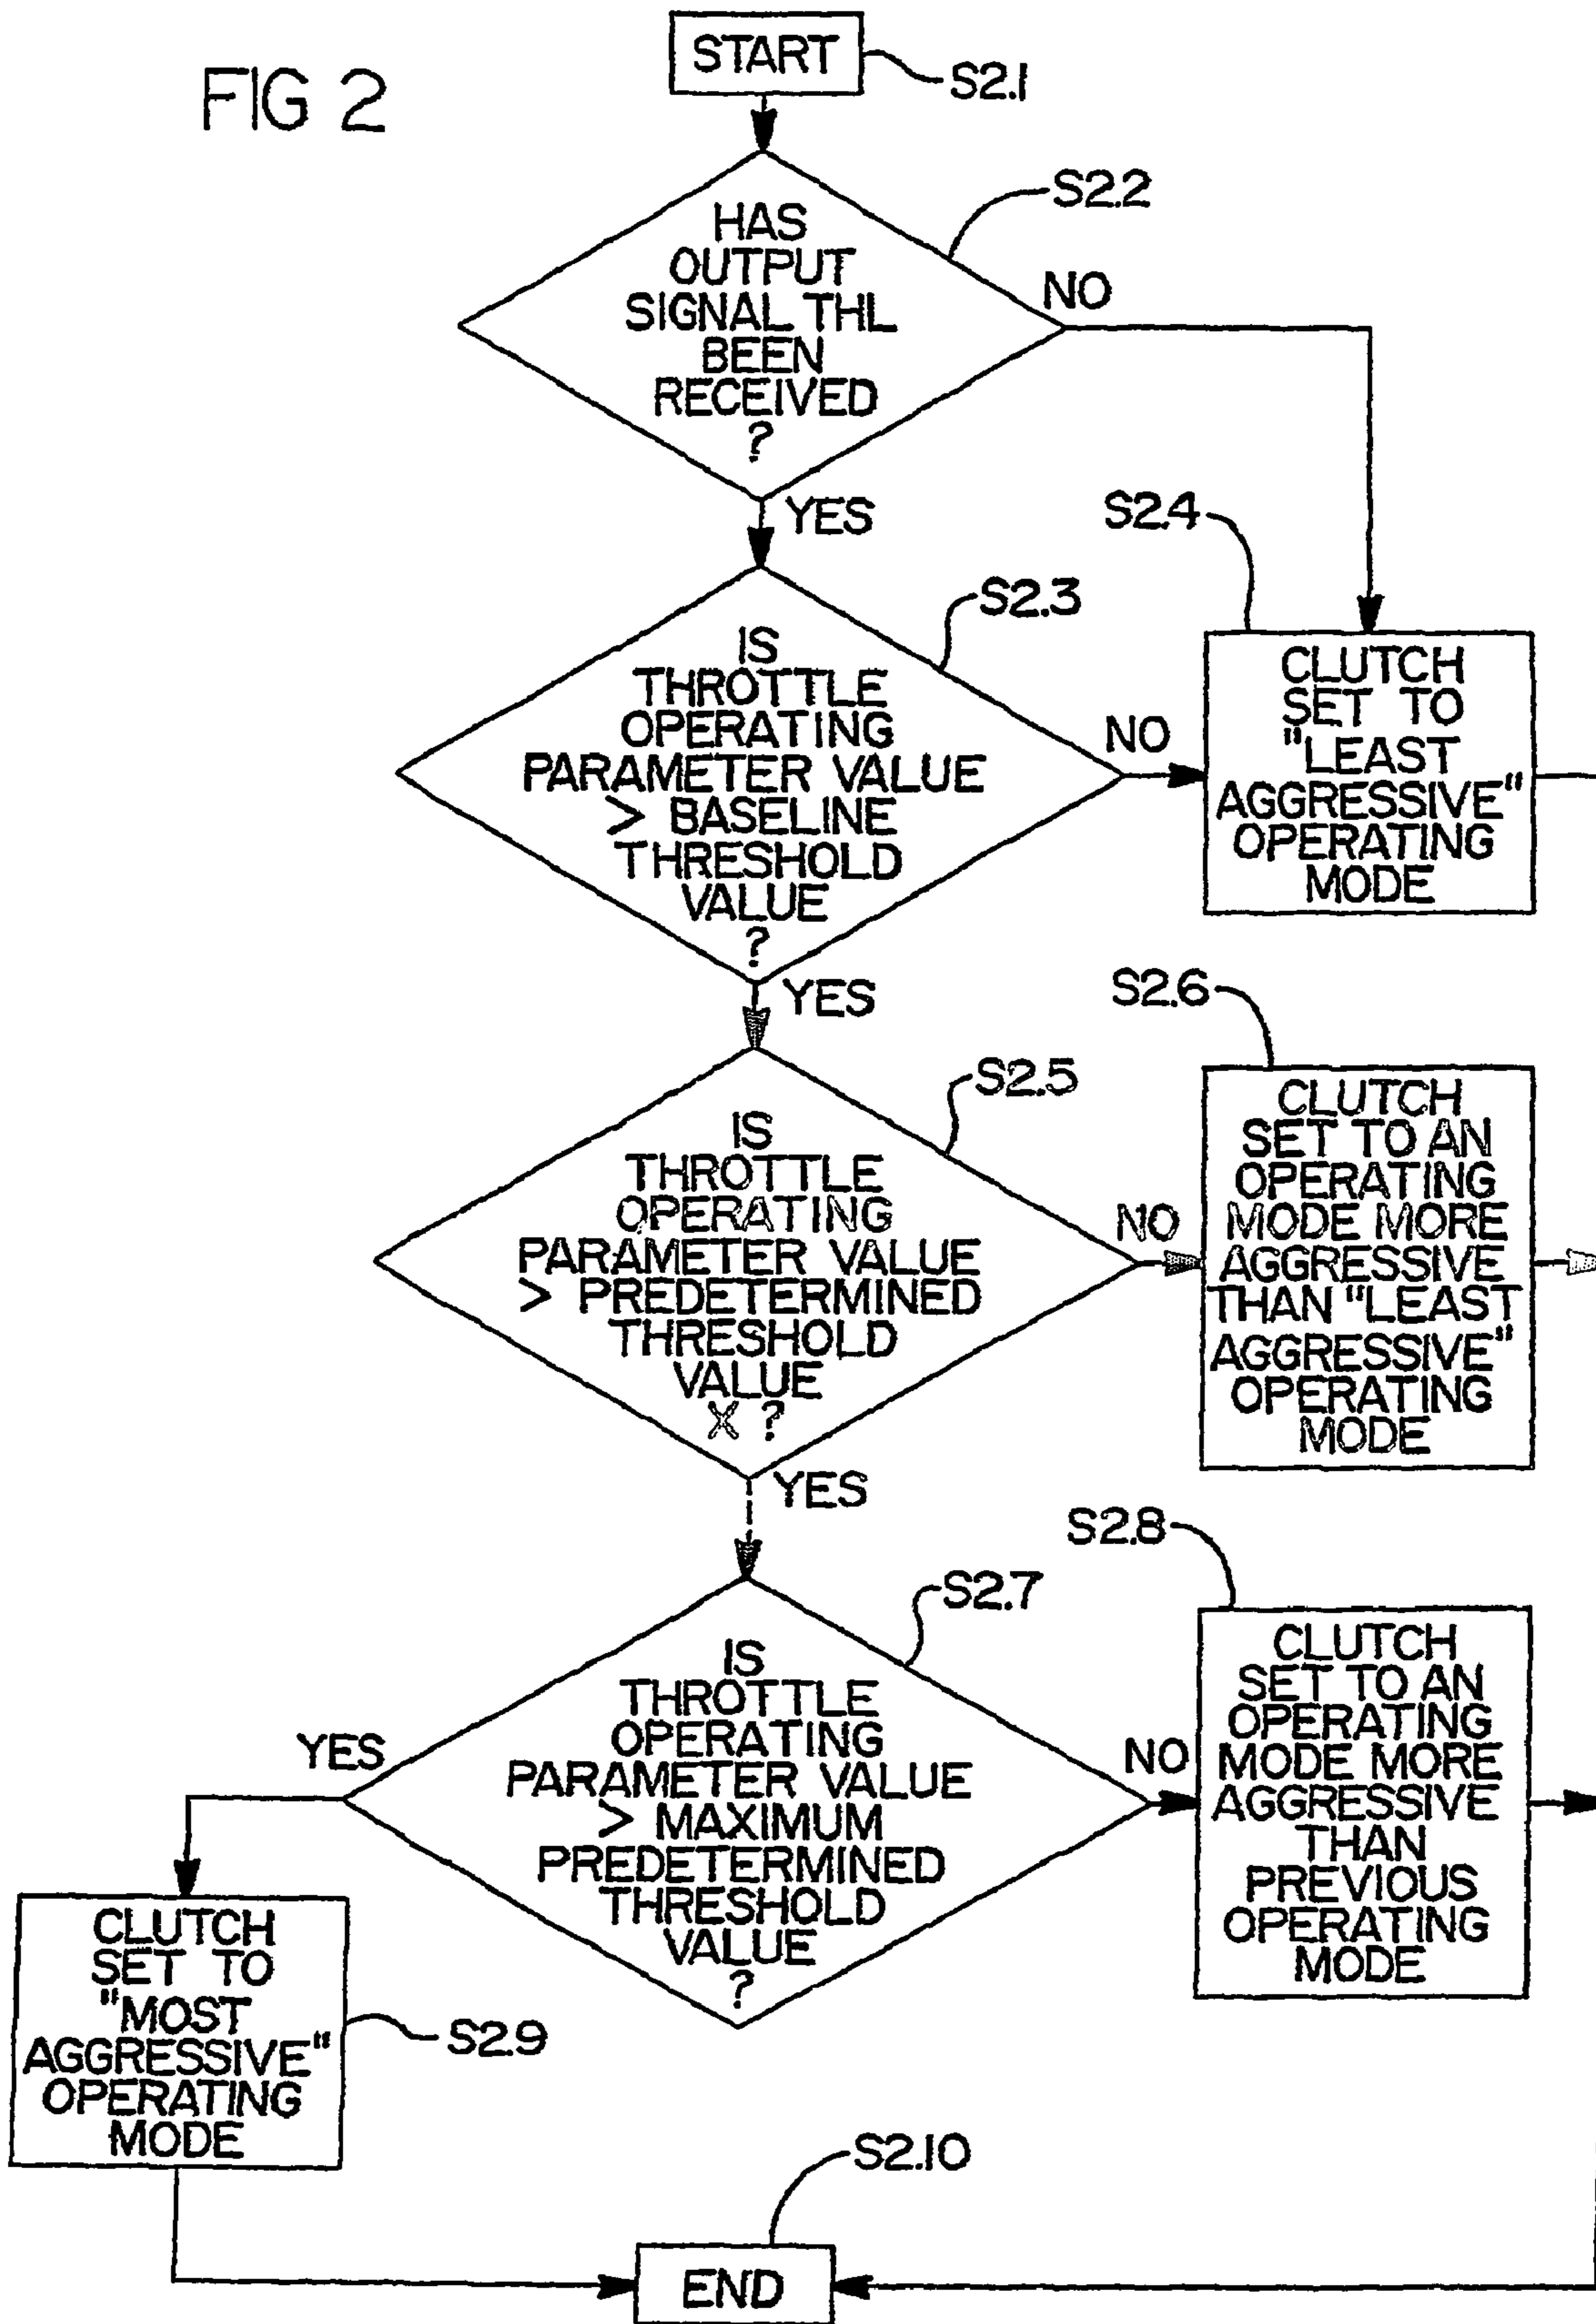 FIG 2
START
S2.1
HAS
OUTPUT
SIGNAL THL
BEEN
RECEIVED
?
S2.2
NO
YES
IS
THROTTLE
OPERATING
PARAMETER VALUE
> BASELINE
THRESHOLD
VALUE
?
S2.3
NO
S2.4
CLUTCH
SET TO
"LEAST
AGGRESSIVE"
OPERATING
MODE
YES
IS
THROTTLE
OPERATING
PARAMETER VALUE
> PREDETERMINED
THRESHOLD
VALUE
X ?
S2.5
NO
S2.6
CLUTCH
SET TO AN
OPERATING
MODE MORE
AGGRESSIVE
THAN "LEAST
AGGRESSIVE"
OPERATING
MODE
YES
IS
THROTTLE
OPERATING
PARAMETER VALUE
> MAXIMUM
PREDETERMINED
THRESHOLD
VALUE
?
S2.7
NO
S2.8
CLUTCH
SET TO AN
OPERATING
MODE MORE
AGGRESSIVE
THAN
PREVIOUS
OPERATING
MODE
YES
CLUTCH
SET TO
"MOST
AGGRESSIVE"
OPERATING
MODE
S2.9
S2.10
END